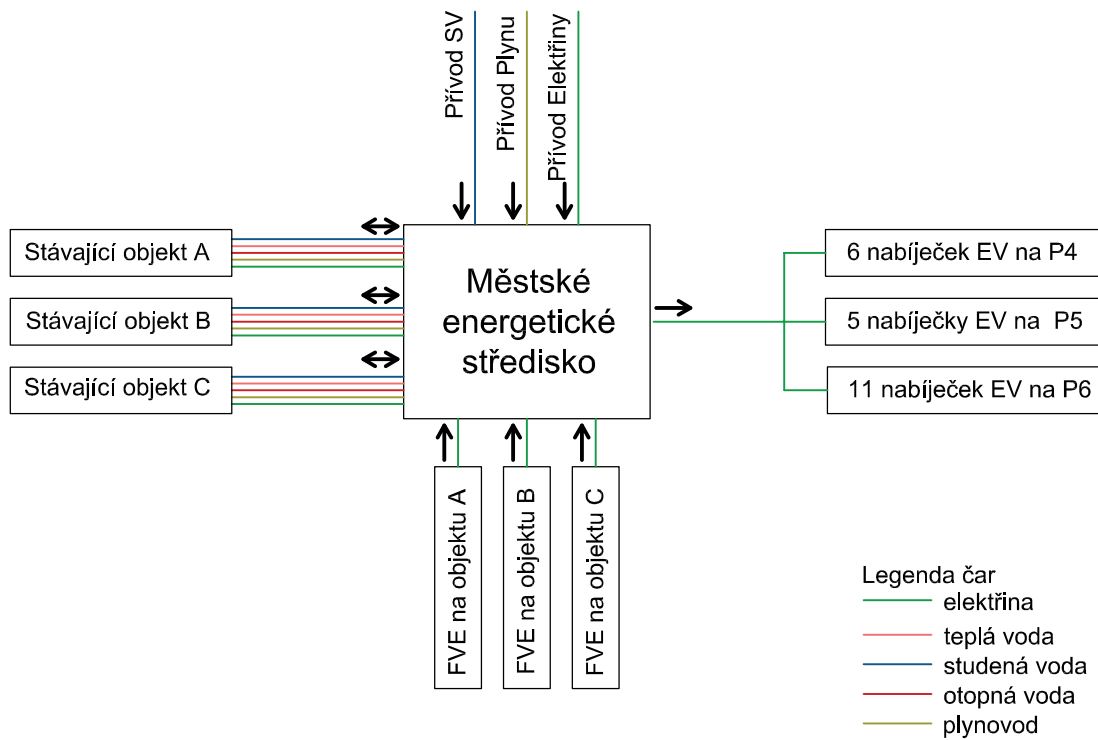 Přívod SV
Přívod Plynu
Přívod Elektřiny
Stávající objekt A
Stávající objekt B
Stávající objekt C
Městské
energetické
středisko
6 nabíječek EV na P4
5 nabíječky EV na P5
11 nabíječek EV na P6
FVE na objektu A
FVE na objektu B
FVE na objektu C
Legenda čar
elektřina
teplá voda
studená voda
otopná voda
plynovod